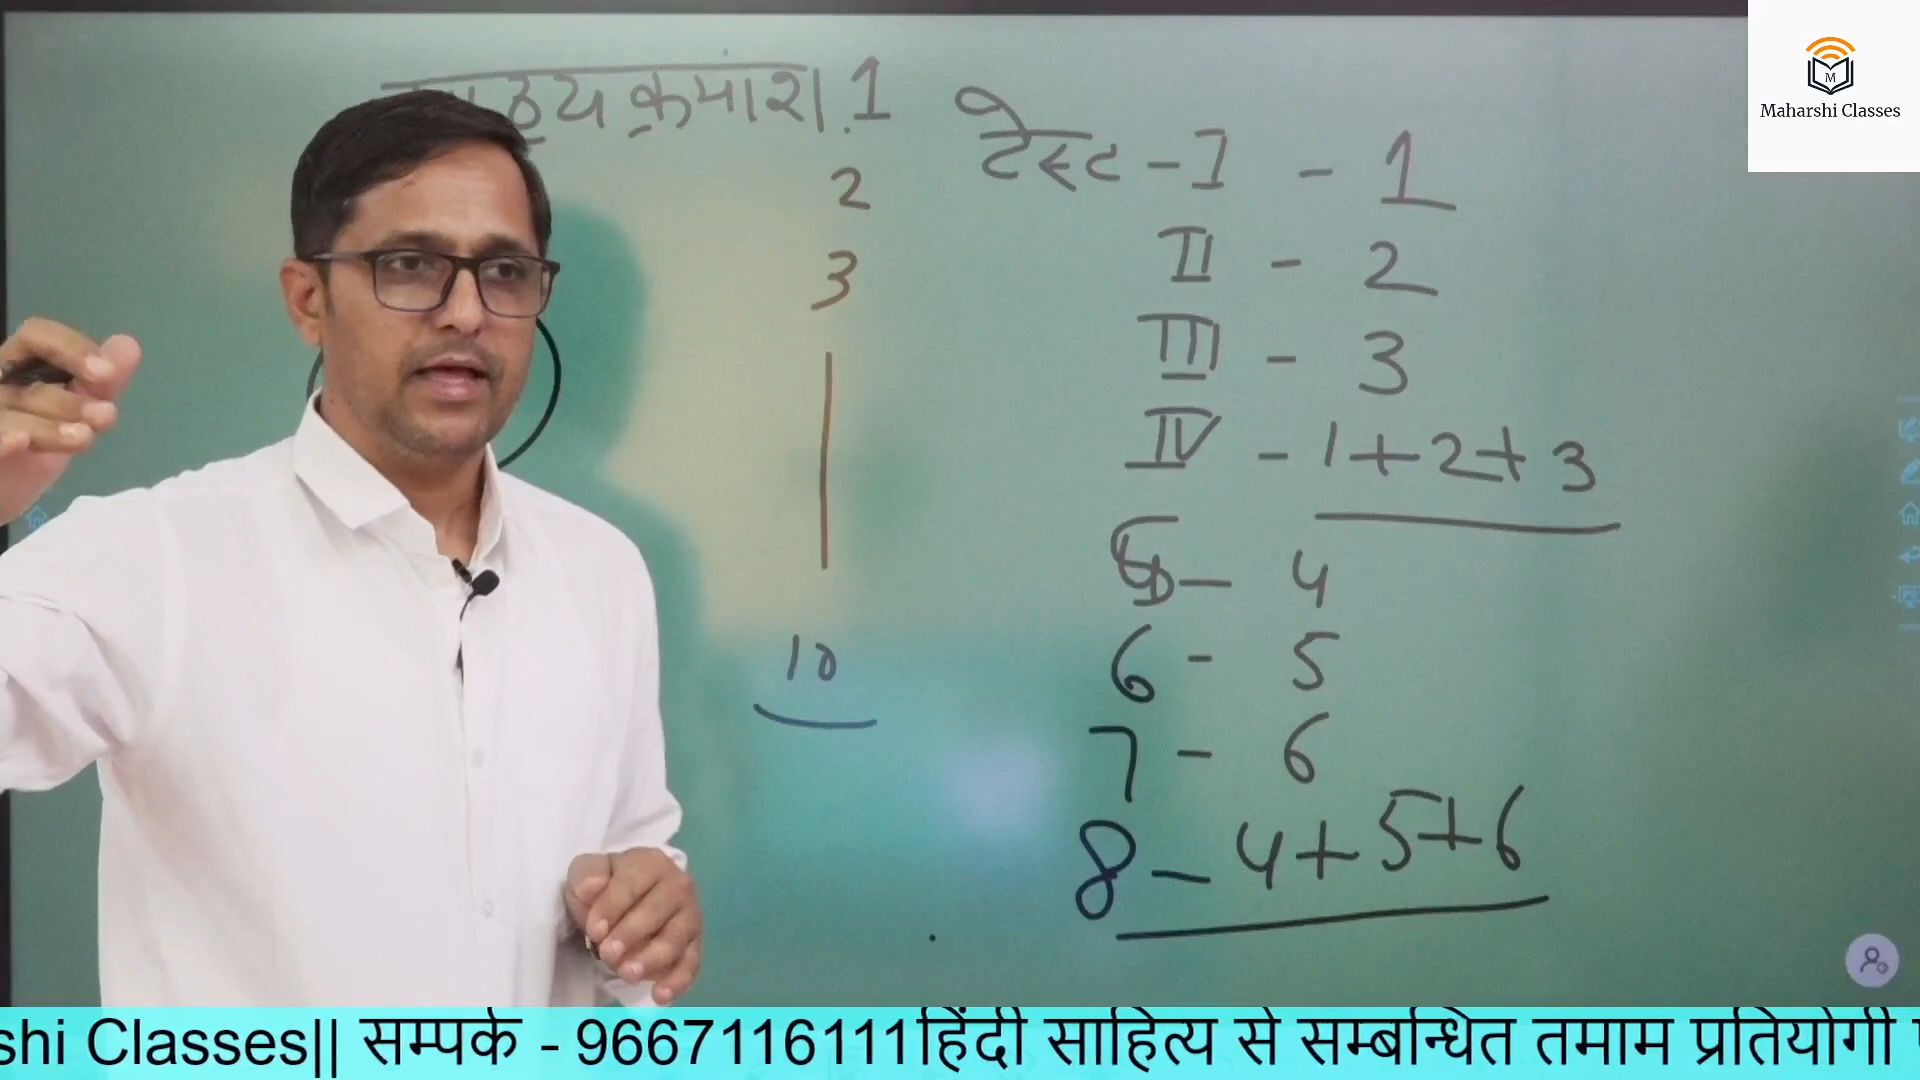 पाठ्यक्रमांश 1
2
3
10
टेस्ट - I - 1
II - 2
III - 3
IV - 1 + 2 + 3
5 - 4
6 - 5
7 - 6
8 - 4 + 5 + 6
M
Maharshi Classes
shi Classes|| सम्पर्क - 9667116111हिंदी साहित्य से सम्बन्धित तमाम प्रतियोगी